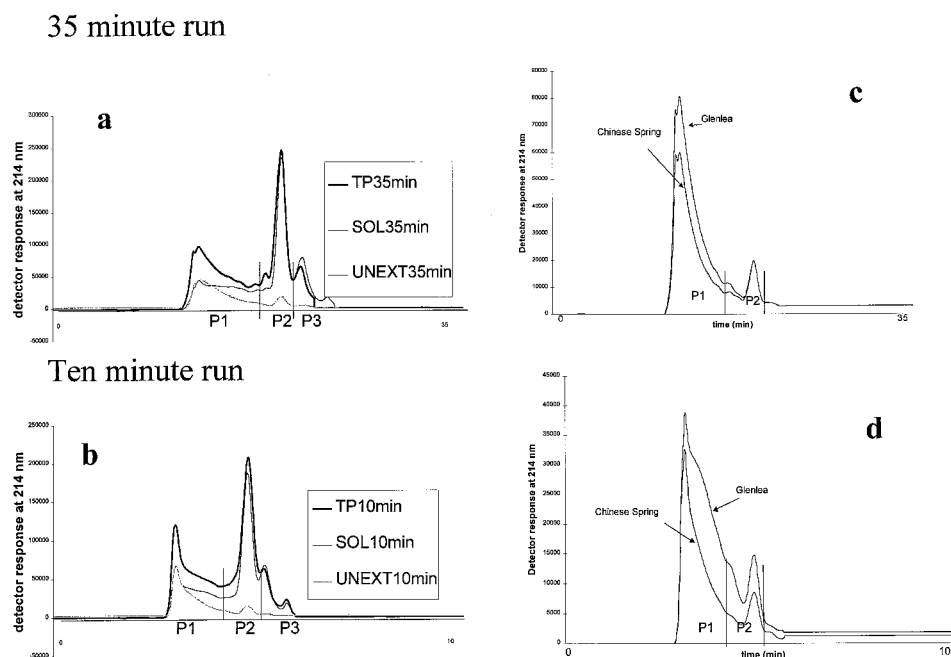 35 minute run
a
detector response at 214 nm
300000
250000
200000
150000
100000
50000
0
-50000
TP35min
SOL35min
UNEXT35min
P1 P2 P3
0 35
c
Detector response at 214 nm
90000
80000
70000
60000
50000
40000
30000
20000
10000
0
Glenlea
Chinese Spring
P1 P2
0 time (min) 35
Ten minute run
b
detector response at 214 nm
250000
200000
150000
100000
50000
0
-50000
TP10min
SOL10min
UNEXT10min
P1 P2 P3
0 10
d
Detector response at 214 nm
45000
40000
35000
30000
25000
20000
15000
10000
5000
0
Glenlea
Chinese Spring
P1 P2
0 time (min) 10